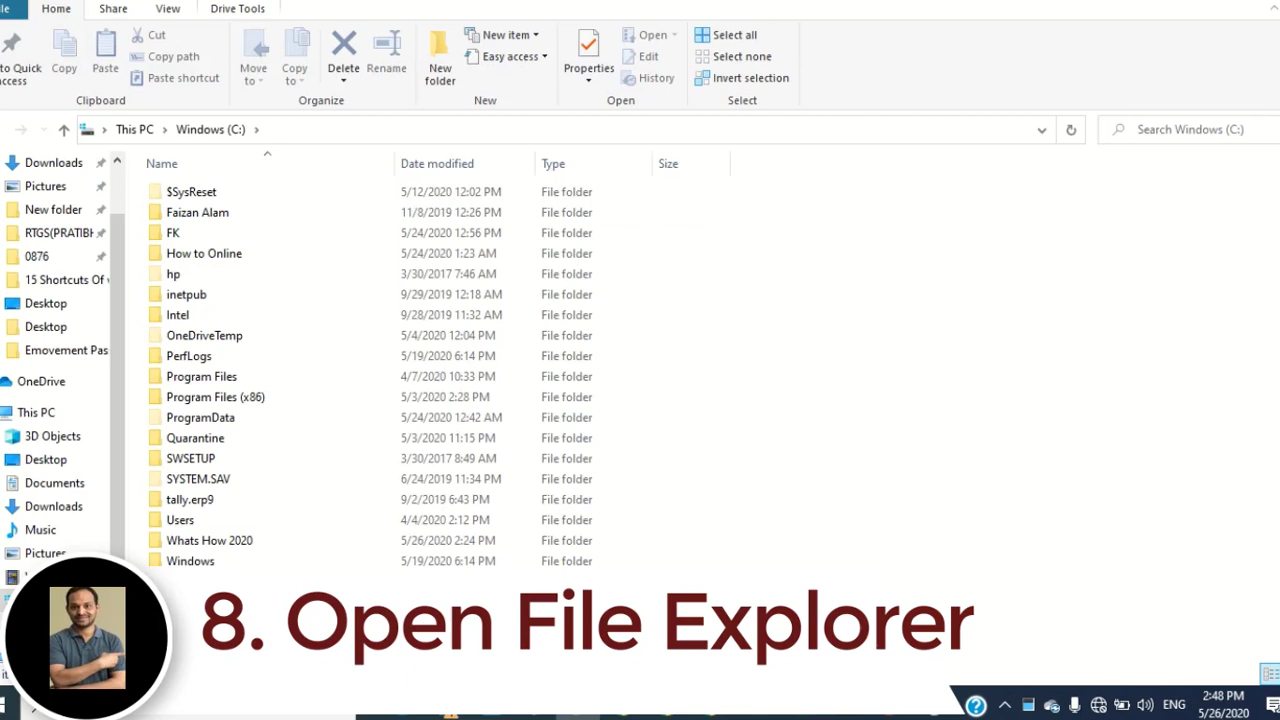 Home Share View Drive Tools
Cut
Copy path
Paste shortcut
to Quick
Copy
Paste
Move
to
Copy
to
Delete
Rename
New
folder
New item
Easy access
Properties
Open
Edit
History
Select all
Select none
Invert selection
Clipboard Organize New Open Select
This PC > Windows (C:) >
Search Windows (C:)
Name Date modified Type Size
Downloads
Pictures
New folder
RTGS(PRATIBH
0876
15 Shortcuts Of
Desktop
Desktop
Emovement Pas
OneDrive
This PC
3D Objects
Desktop
Documents
Downloads
Music
Pictures
$SysReset 5/12/2020 12:02 PM File folder
Faizan Alam 11/8/2019 12:26 PM File folder
FK 5/24/2020 12:56 PM File folder
How to Online 5/24/2020 1:23 AM File folder
hp 3/30/2017 7:46 AM File folder
inetpub 9/29/2019 12:18 AM File folder
Intel 9/28/2019 11:32 AM File folder
OneDriveTemp 5/4/2020 12:04 PM File folder
PerfLogs 5/19/2020 6:14 PM File folder
Program Files 4/7/2020 10:33 PM File folder
Program Files (x86) 5/3/2020 2:28 PM File folder
ProgramData 5/24/2020 12:42 AM File folder
Quarantine 5/3/2020 11:15 PM File folder
SWSETUP 3/30/2017 8:49 AM File folder
SYSTEM.SAV 6/24/2019 11:34 PM File folder
tally.erp9 9/2/2019 6:43 PM File folder
Users 4/4/2020 2:12 PM File folder
Whats How 2020 5/26/2020 2:24 PM File folder
Windows 5/19/2020 6:14 PM File folder
8. Open File Explorer
ENG
2:48 PM
5/26/2020